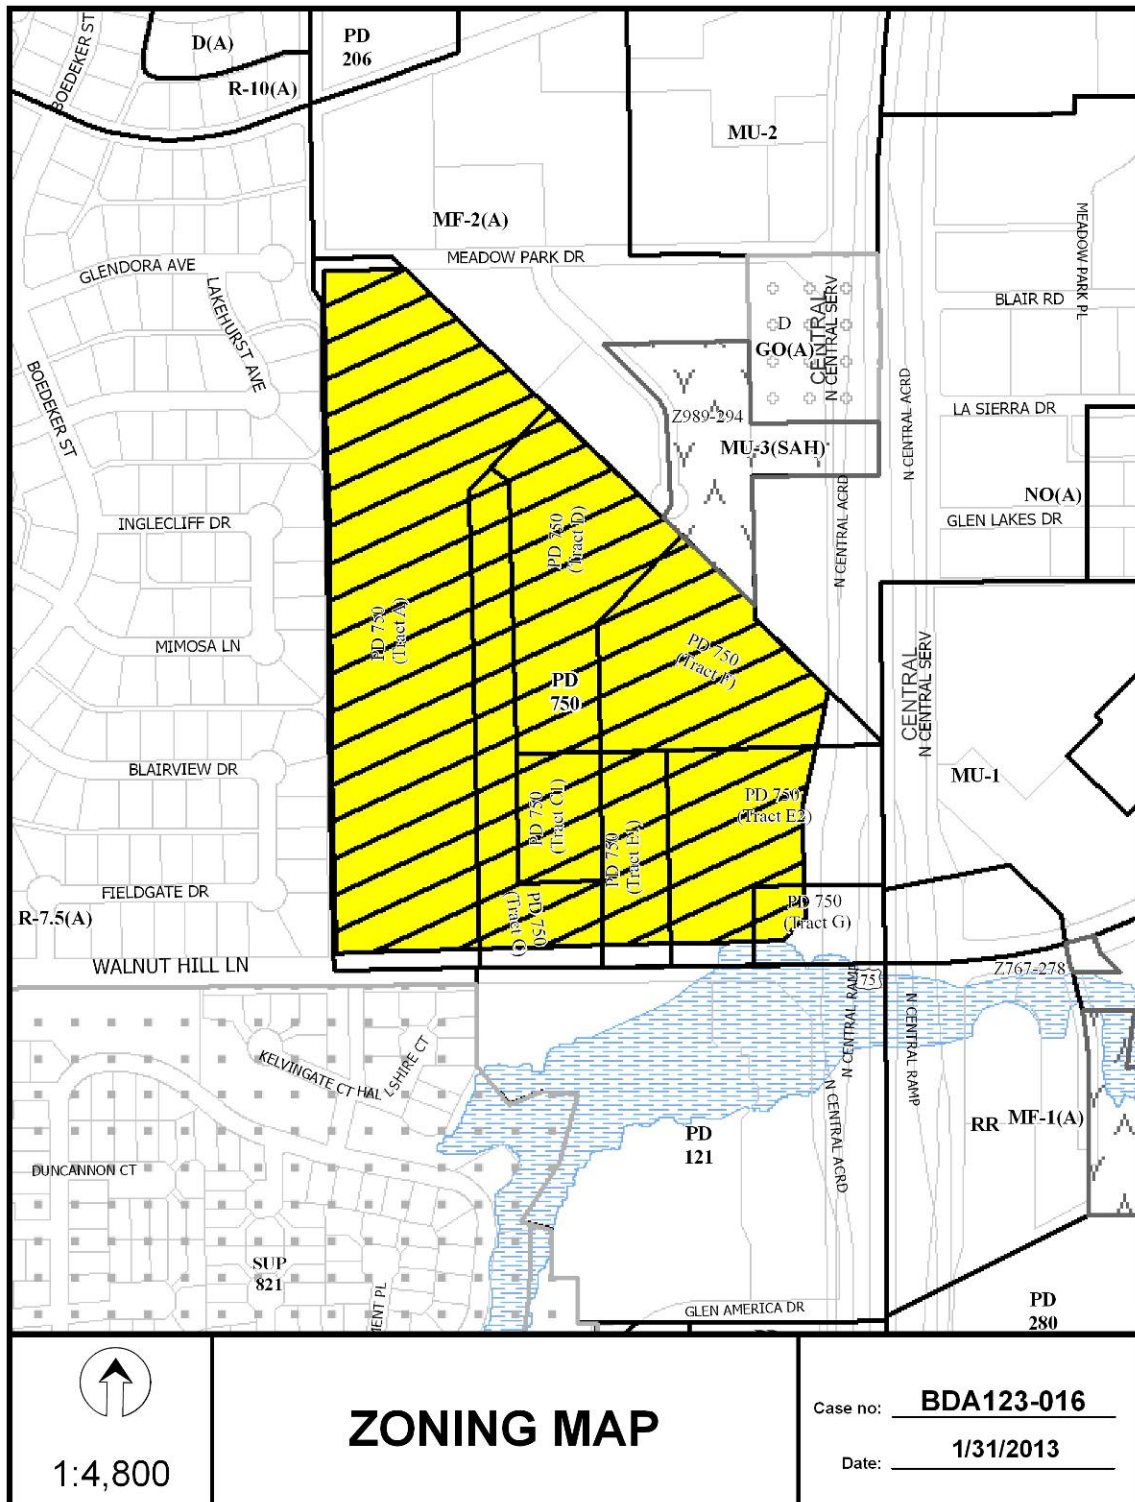 BOEDEKER ST
D(A)
PD
206
R-10(A)
MU-2
MF-2(A)
MEADOW PARK DR
MEADOW PARK PL
GLENDORA AVE
LAKEHURST AVE
BLAIR RD
CENTRAL
N CENTRAL SERV
D
GO(A)
BOEDEKER ST
N CENTRAL ACRD
LA SIERRA DR
Z989-294
MU-3(SAH)
NO(A)
INGLECLIFF DR
GLEN LAKES DR
N CENTRAL ACRD
PD 750
(Tract D)
PD 750
(Tract A)
MIMOSA LN
PD 750
(Tract F)
PD
750
CENTRAL
N CENTRAL SERV
BLAIRVIEW DR
MU-1
PD 750
(Tract E2)
PD 750
(Tract C1)
PD 750
FIELDGATE DR
R-7.5(A)
PD 750
PD 750
(Tract G)
WALNUT HILL LN
Z767-278
75
N CENTRAL RAMP
N CENTRAL RAMP
KELVINGATE CT
HALLSHIRE CT
N CENTRAL ACRD
PD
121
RR
MF-1(A)
DUNCANNON CT
SUP
821
MENT PL
GLEN AMERICA DR
PD
280
1:4,800
ZONING MAP
Case no: BDA123-016
Date: 1/31/2013